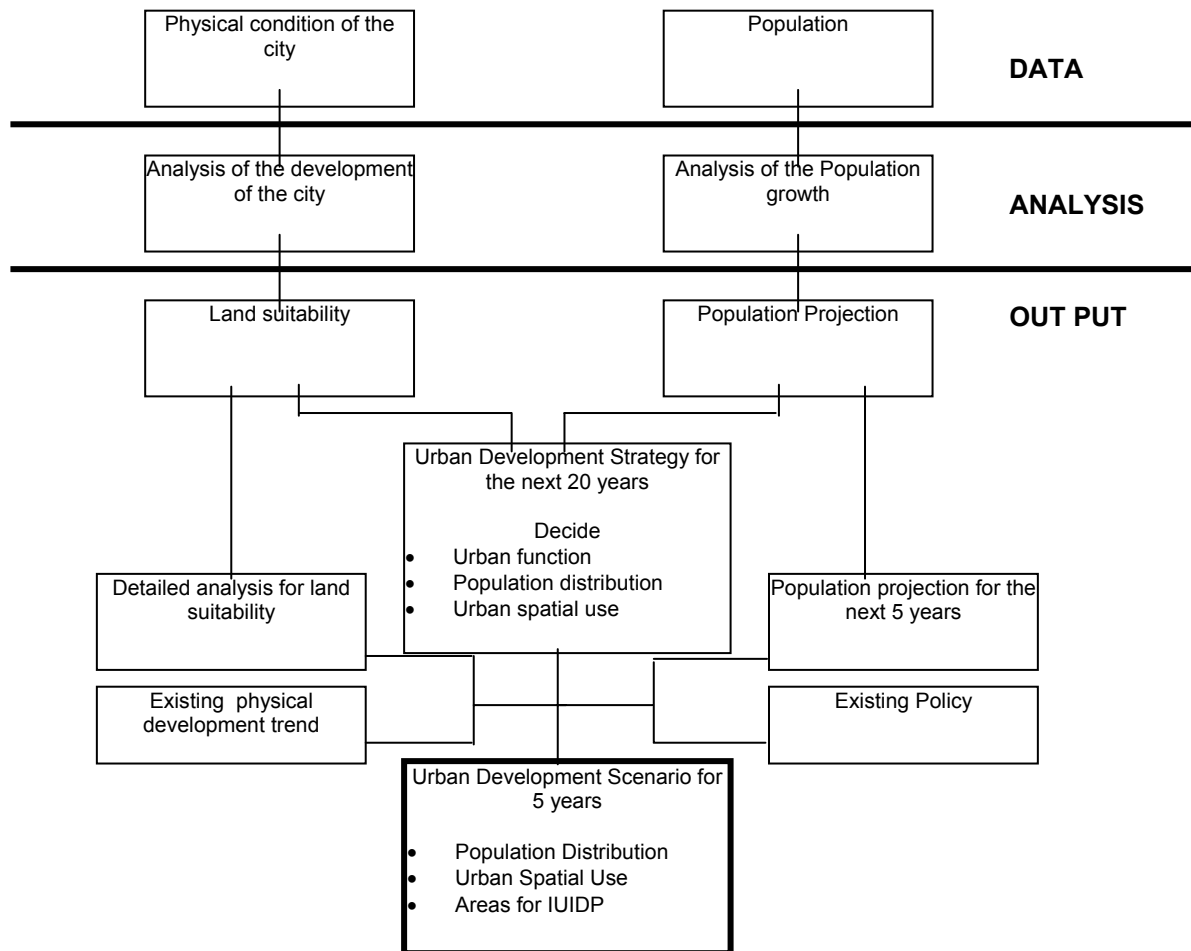 Physical condition of the
city
Population
DATA
Analysis of the development
of the city
Analysis of the Population
growth
ANALYSIS
Land suitability
Population Projection
OUT PUT
Urban Development Strategy for
the next 20 years
Decide
• Urban function
• Population distribution
• Urban spatial use
Detailed analysis for land
suitability
Population projection for the
next 5 years
Existing physical
development trend
Existing Policy
Urban Development Scenario for
5 years
• Population Distribution
• Urban Spatial Use
• Areas for IUIDP